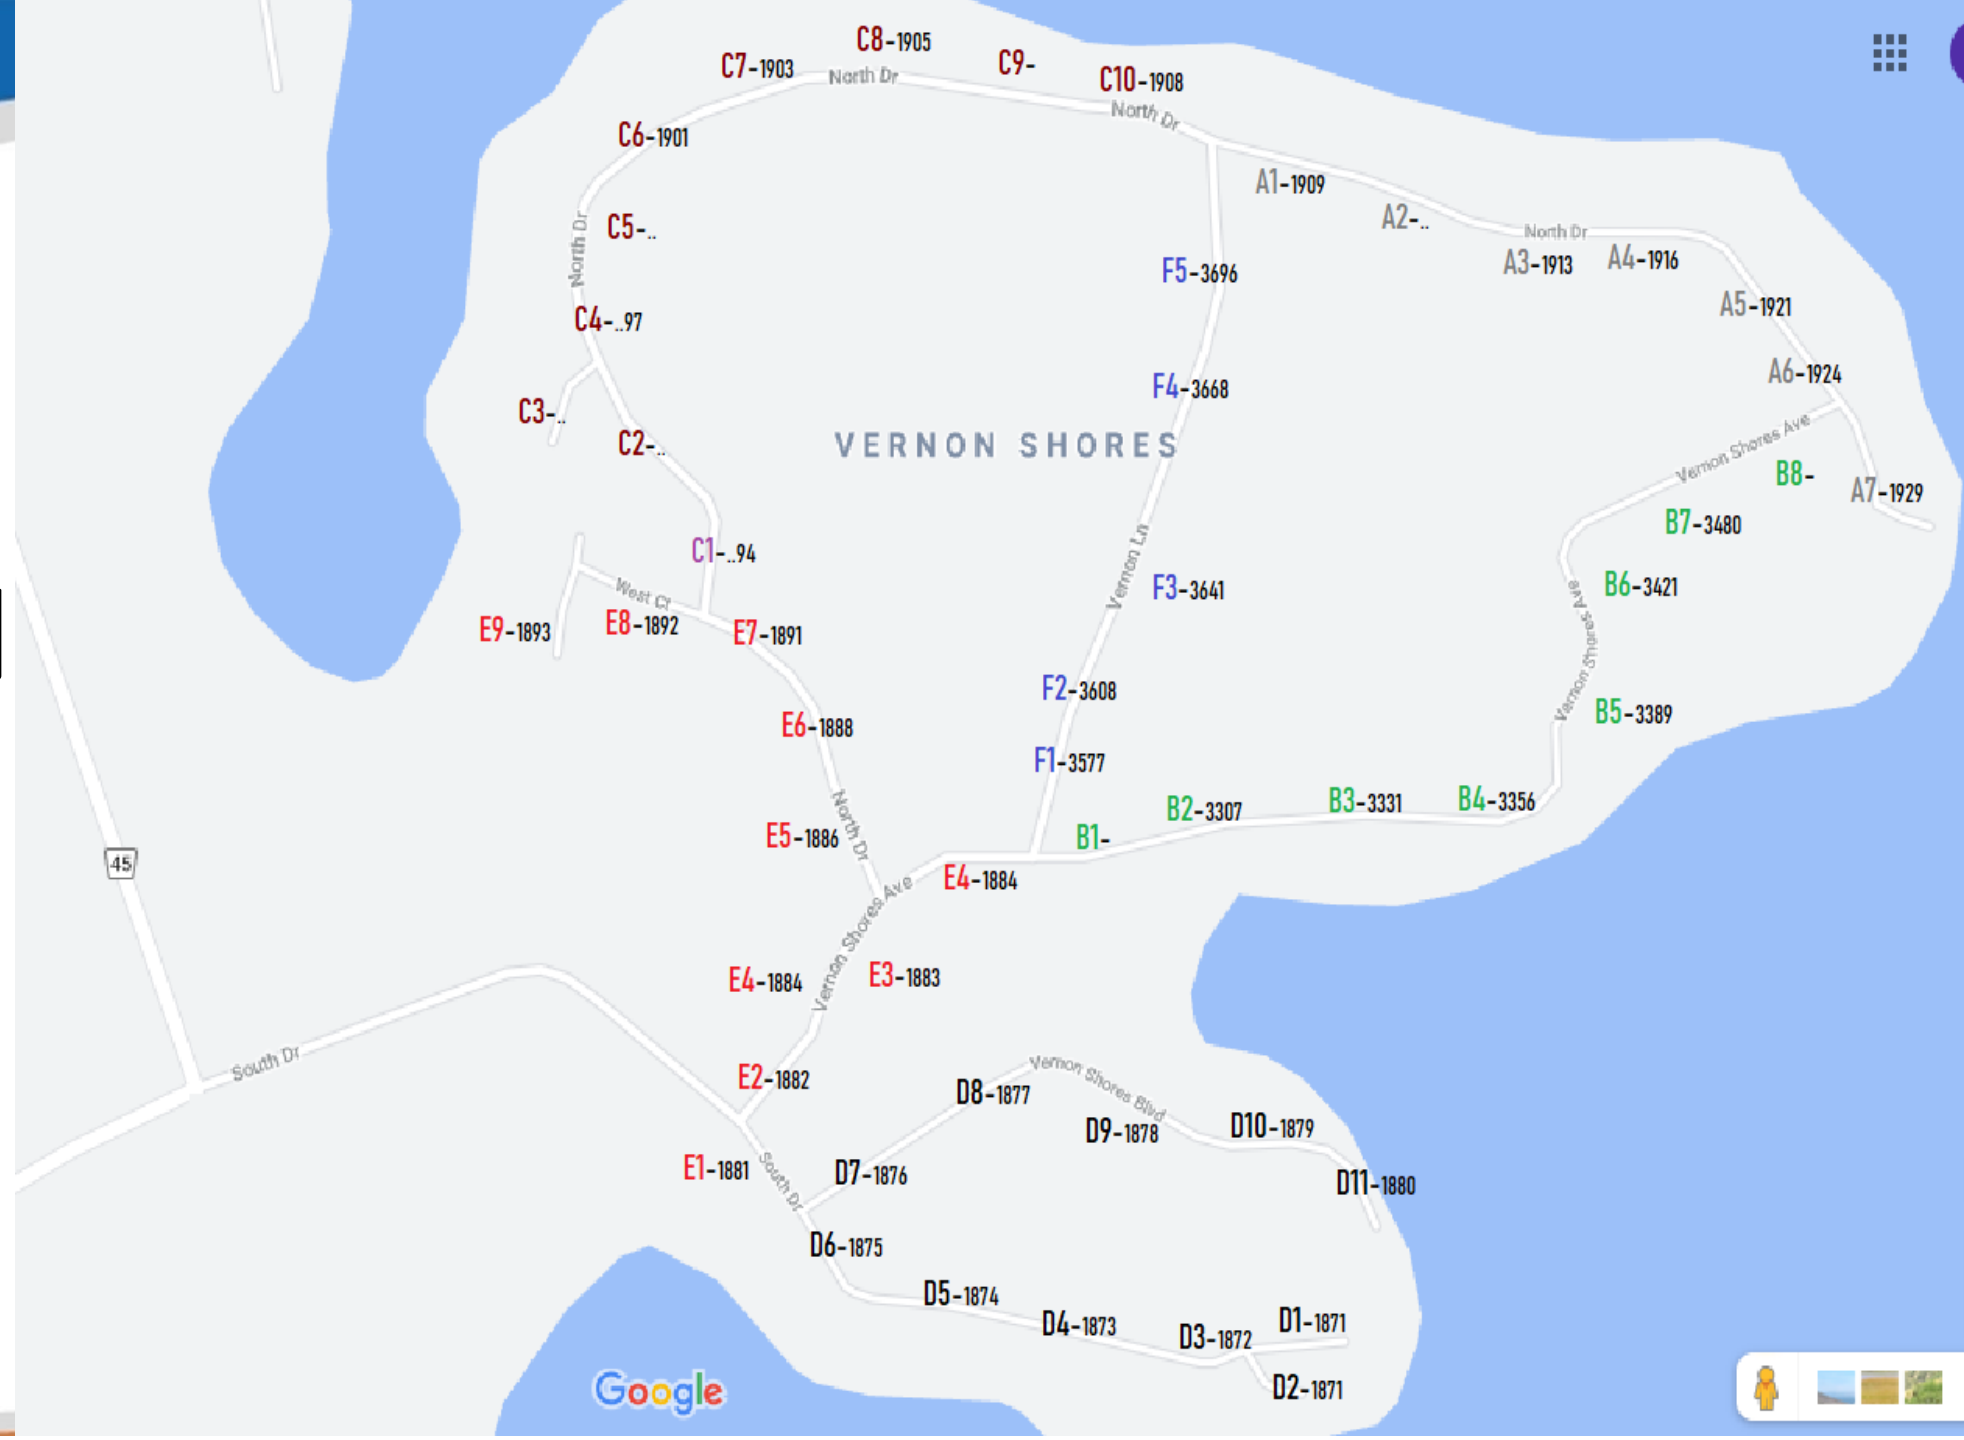 C8-1905
C7-1903
North Dr
C9-
C10-1908
North Dr
C6-1901
A1-1909
A2-..
C5-..
North Dr
North Dr
A3-1913
A4-1916
F5-3696
A5-1921
C4-..97
A6-1924
F4-3668
C3-..
C2-..
VERNON SHORES
Vernon Shores Ave
B8-
A7-1929
B7-3480
C1-..94
Vernon Ln
F3-3641
B6-3421
West Ct
E9-1893
E8-1892
E7-1891
Vernon Shores Ave
F2-3608
B5-3389
E6-1888
F1-3577
B2-3307
B3-3331
B4-3356
North Dr
E5-1886
B1-
45
E4-1884
Vernon Shores Ave
E4-1884
E3-1883
South Dr
E2-1882
Vernon Shores Blvd
D8-1877
D9-1878
D10-1879
E1-1881
South Dr
D7-1876
D11-1880
D6-1875
D5-1874
D4-1873
D3-1872
D1-1871
D2-1871
Google